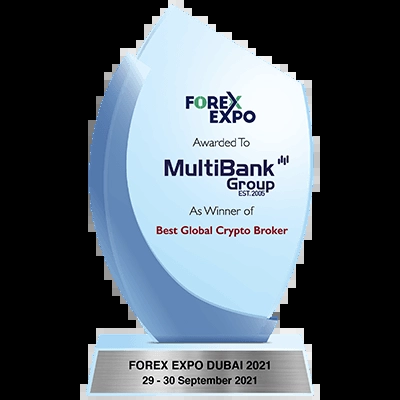 FOREX
EXPO
Awarded To
MultiBank
Group
EST. 2005
As Winner of
Best Global Crypto Broker
FOREX EXPO DUBAI 2021
29 - 30 September 2021